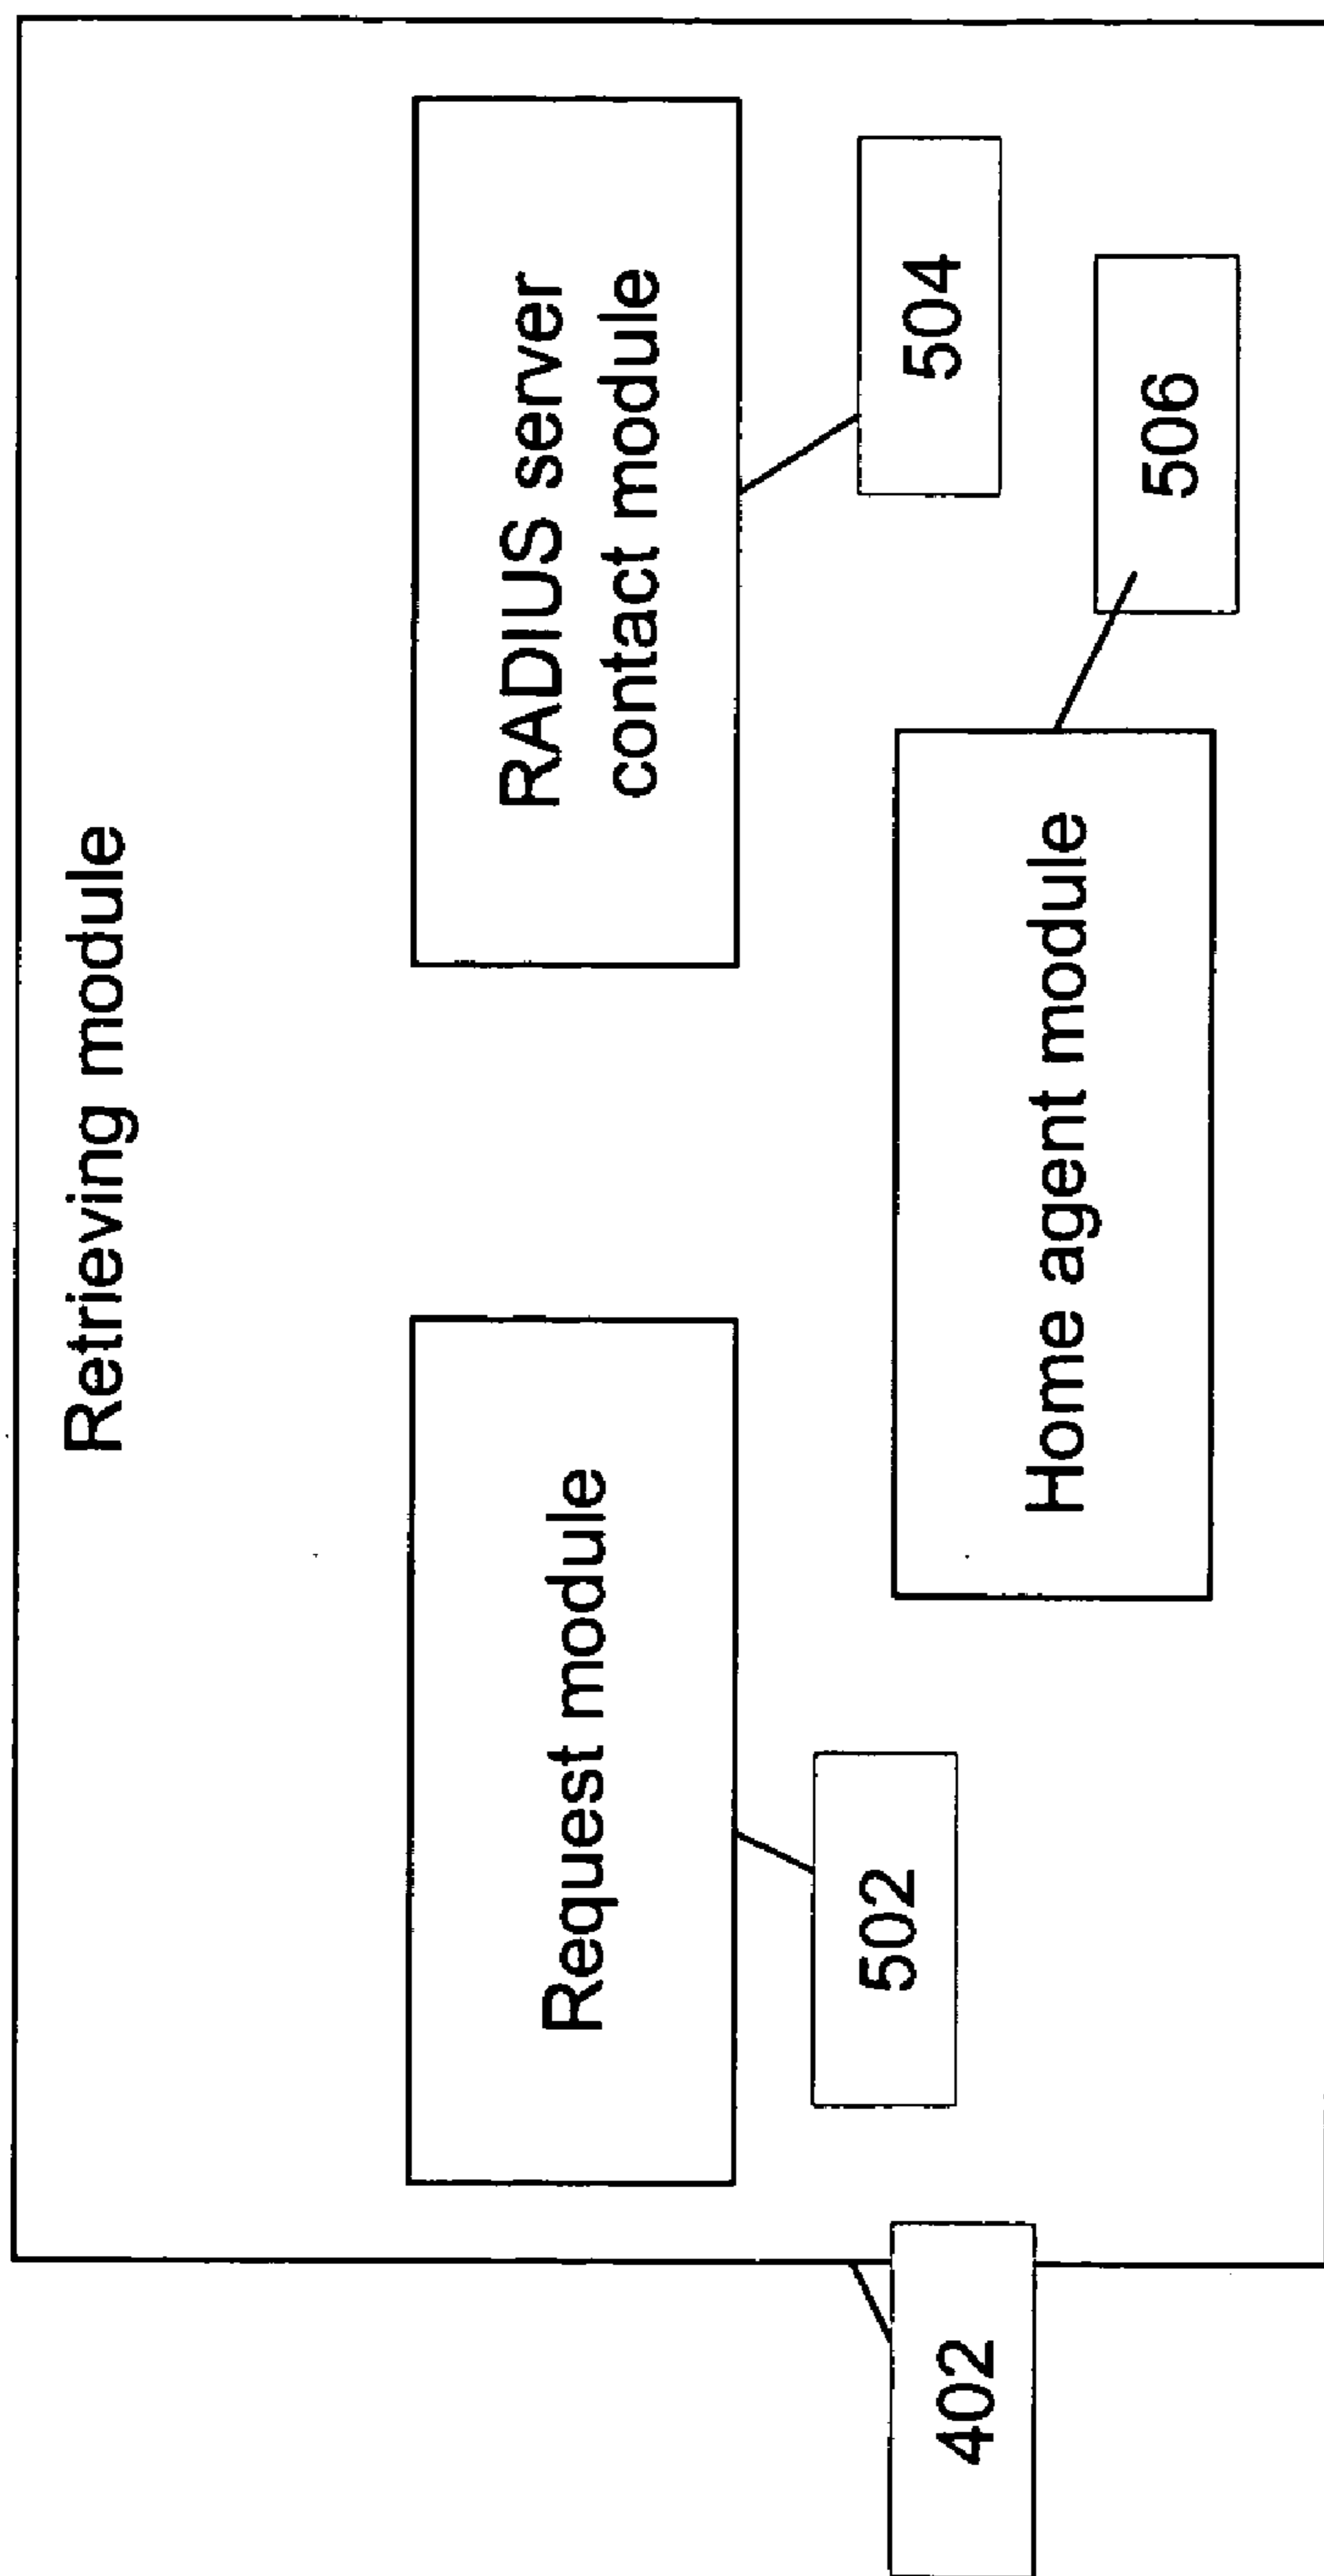 Retrieving module
Request module
RADIUS server
contact module
502
504
Home agent module
506
402